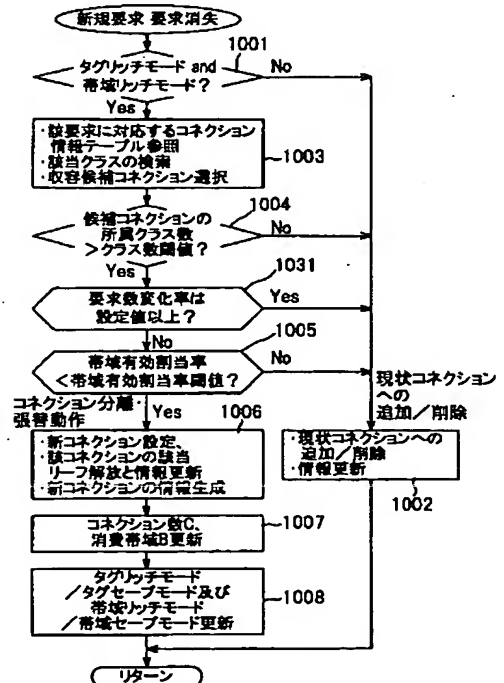 新規要求 要求消失
1001
タグリッチモード and
帯域リッチモード？
No
Yes
・該要求に対応するコネクション
情報テーブル参照
・該当クラスの検索
・収容候補コネクション選択
1003
1004
候補コネクションの
所属クラス数
＞クラス数閾値？
No
Yes
1031
要求数変化率は
設定値以上？
Yes
No
1005
帯域有効割当率
＜帯域有効割当率閾値？
No
コネクション分離・
張替動作
Yes
1006
・新コネクション設定、
・該コネクションの該当
リーフ解放と情報更新
・新コネクションの情報生成
現状コネクション
への
追加／削除
・現状コネクションへの
追加／削除
・情報更新
1002
コネクション数C、
消費帯域B更新
1007
タグリッチモード
／タグセーブモード及び
帯域リッチモード
／帯域セーブモード更新
1008
リターン